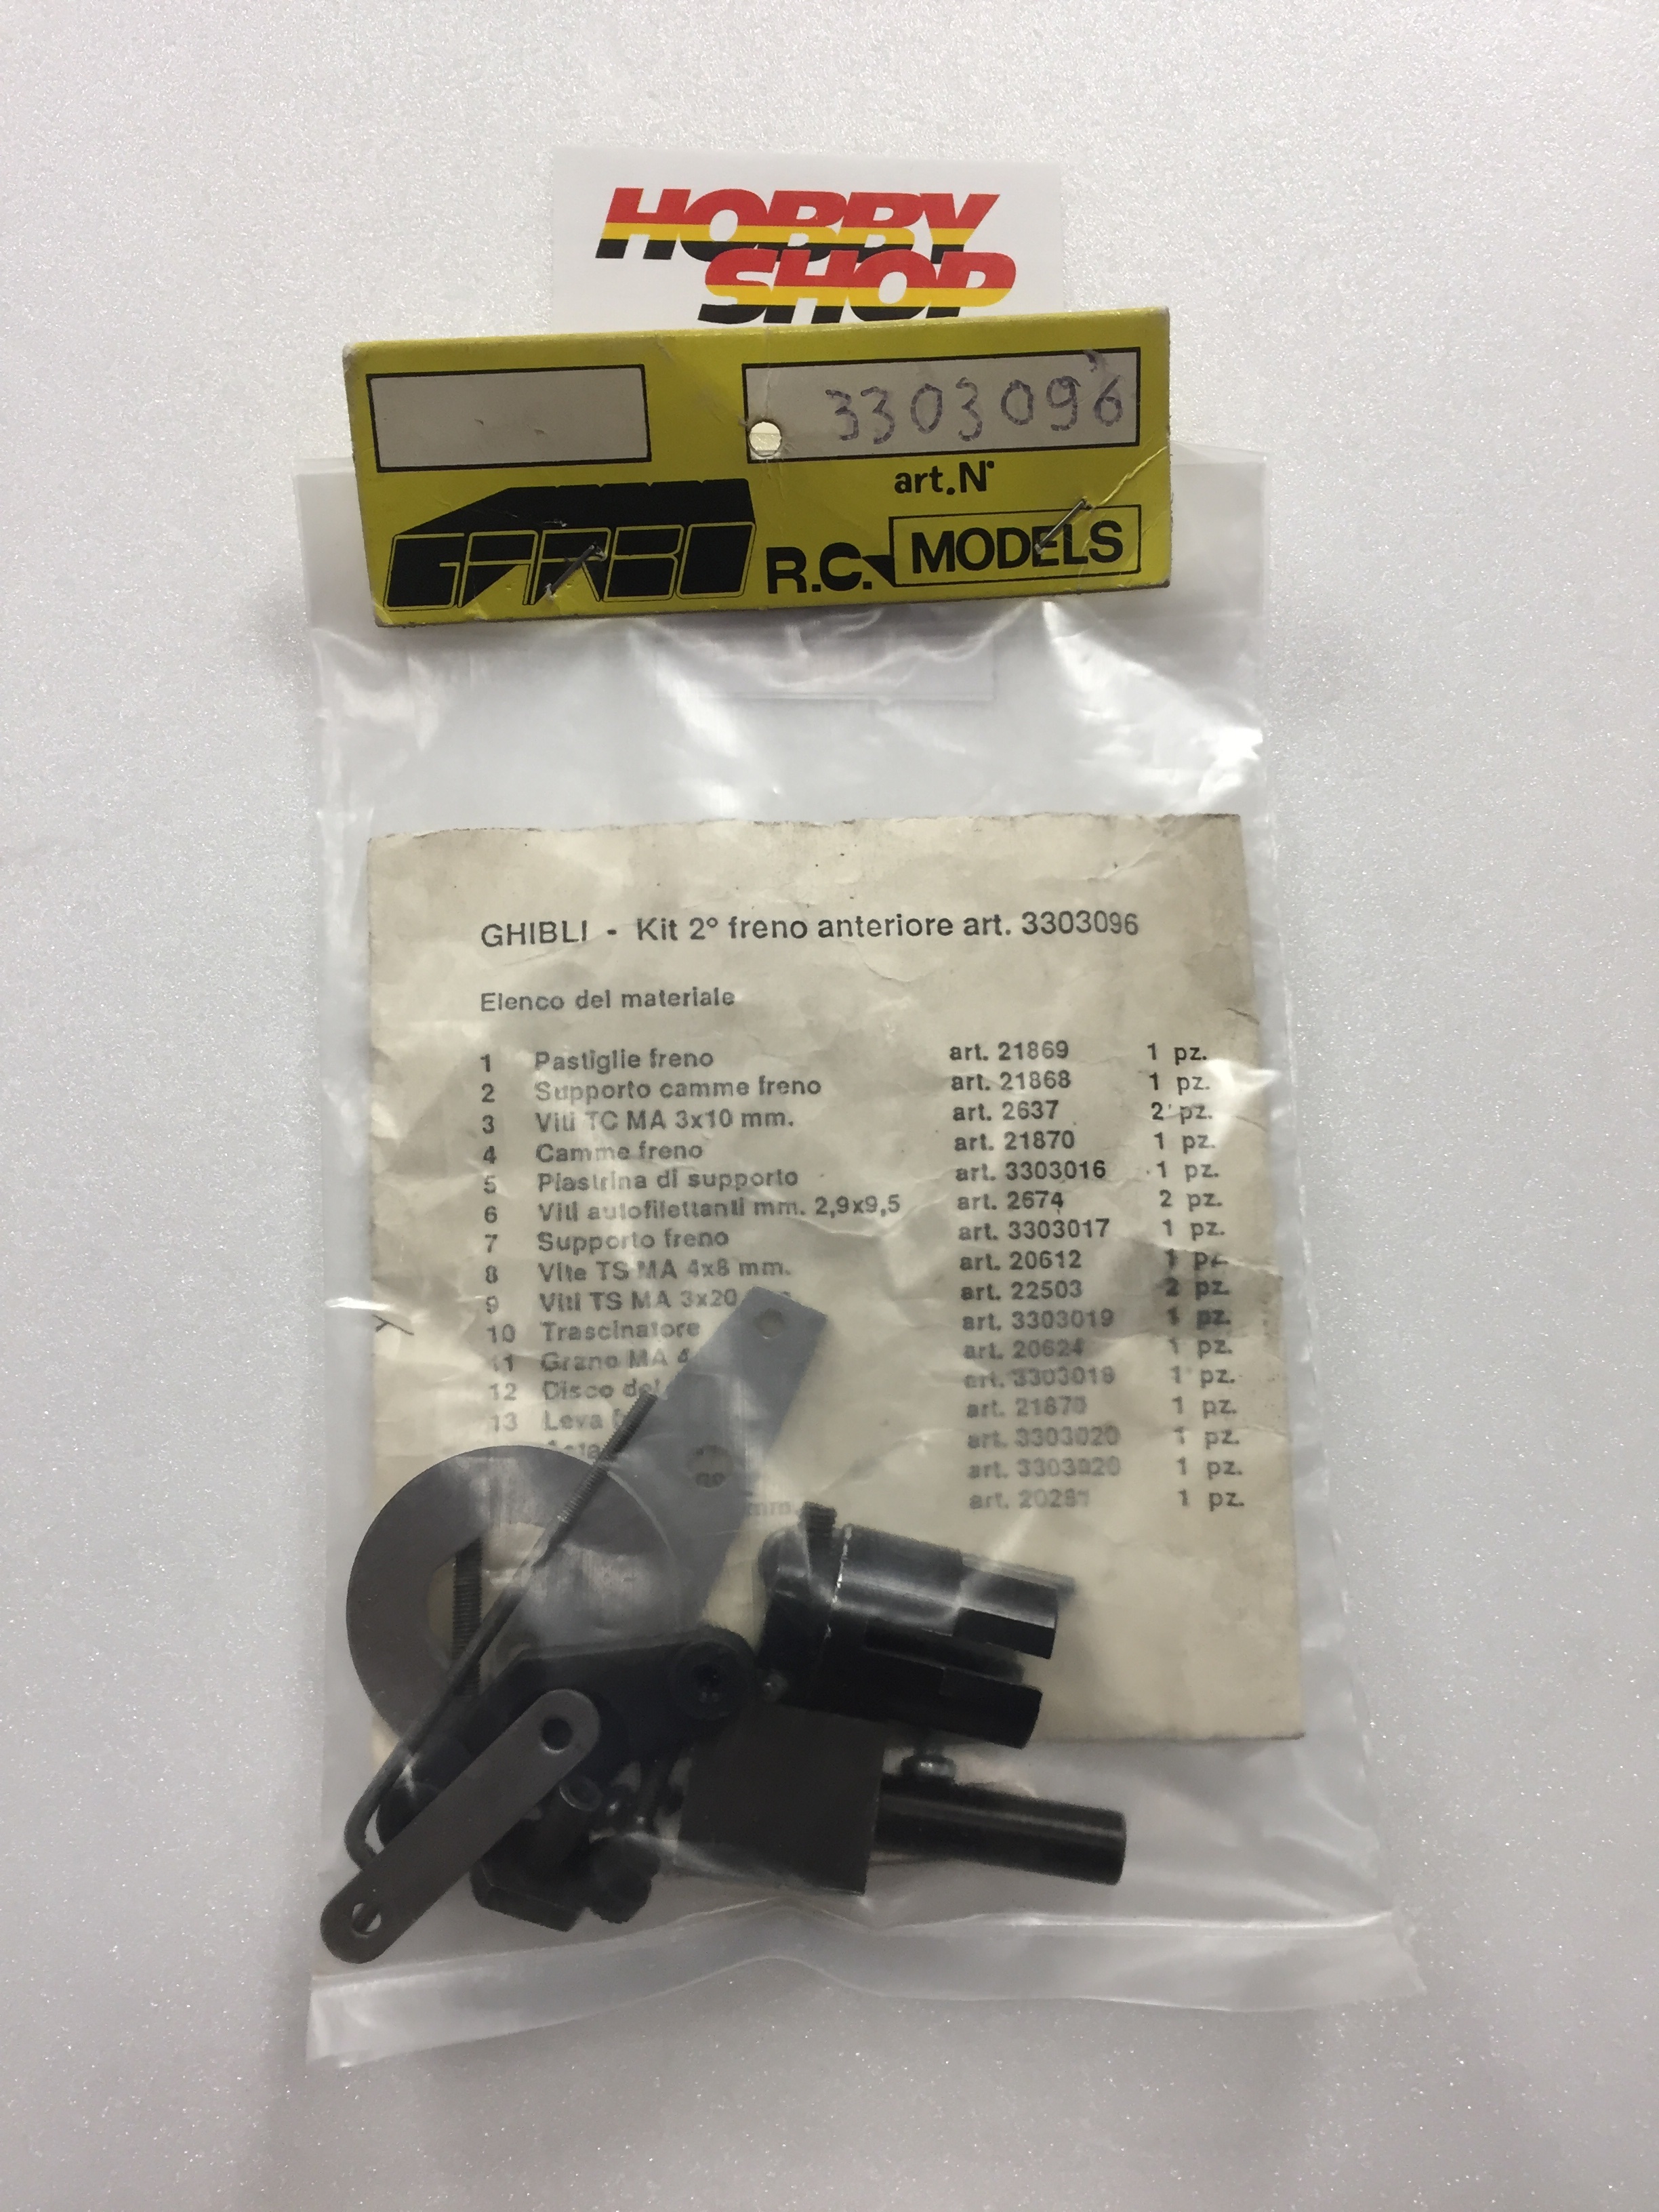 HOBBY
SHOP
3303096
art.N°
GARBO R.C. MODELS
GHIBLI - Kit 2° freno anteriore art. 3303096
Elenco del materiale
1 Pastiglie freno art. 21869 1 pz.
2 Supporto camme freno art. 21868 1 pz.
3 Viti TC MA 3x10 mm. art. 2637 2 pz.
4 Camme freno art. 21870 1 pz.
5 Piastrina di supporto art. 3303016 1 pz.
6 Viti autofilettanti mm. 2,9x9,5 art. 2674 2 pz.
7 Supporto freno art. 3303017 1 pz.
8 Vite TS MA 4x8 mm. art. 20612 1 pz.
9 Viti TS MA 3x20 art. 22503 2 pz.
10 Trascinatore art. 3303019 1 pz.
11 Grano MA art. 20624 1 pz.
12 Disco art. 3303018 1 pz.
13 Leva art. 21870 1 pz.
art. 3303020 1 pz.
art. 3303020 1 pz.
mm. art. 1 pz.